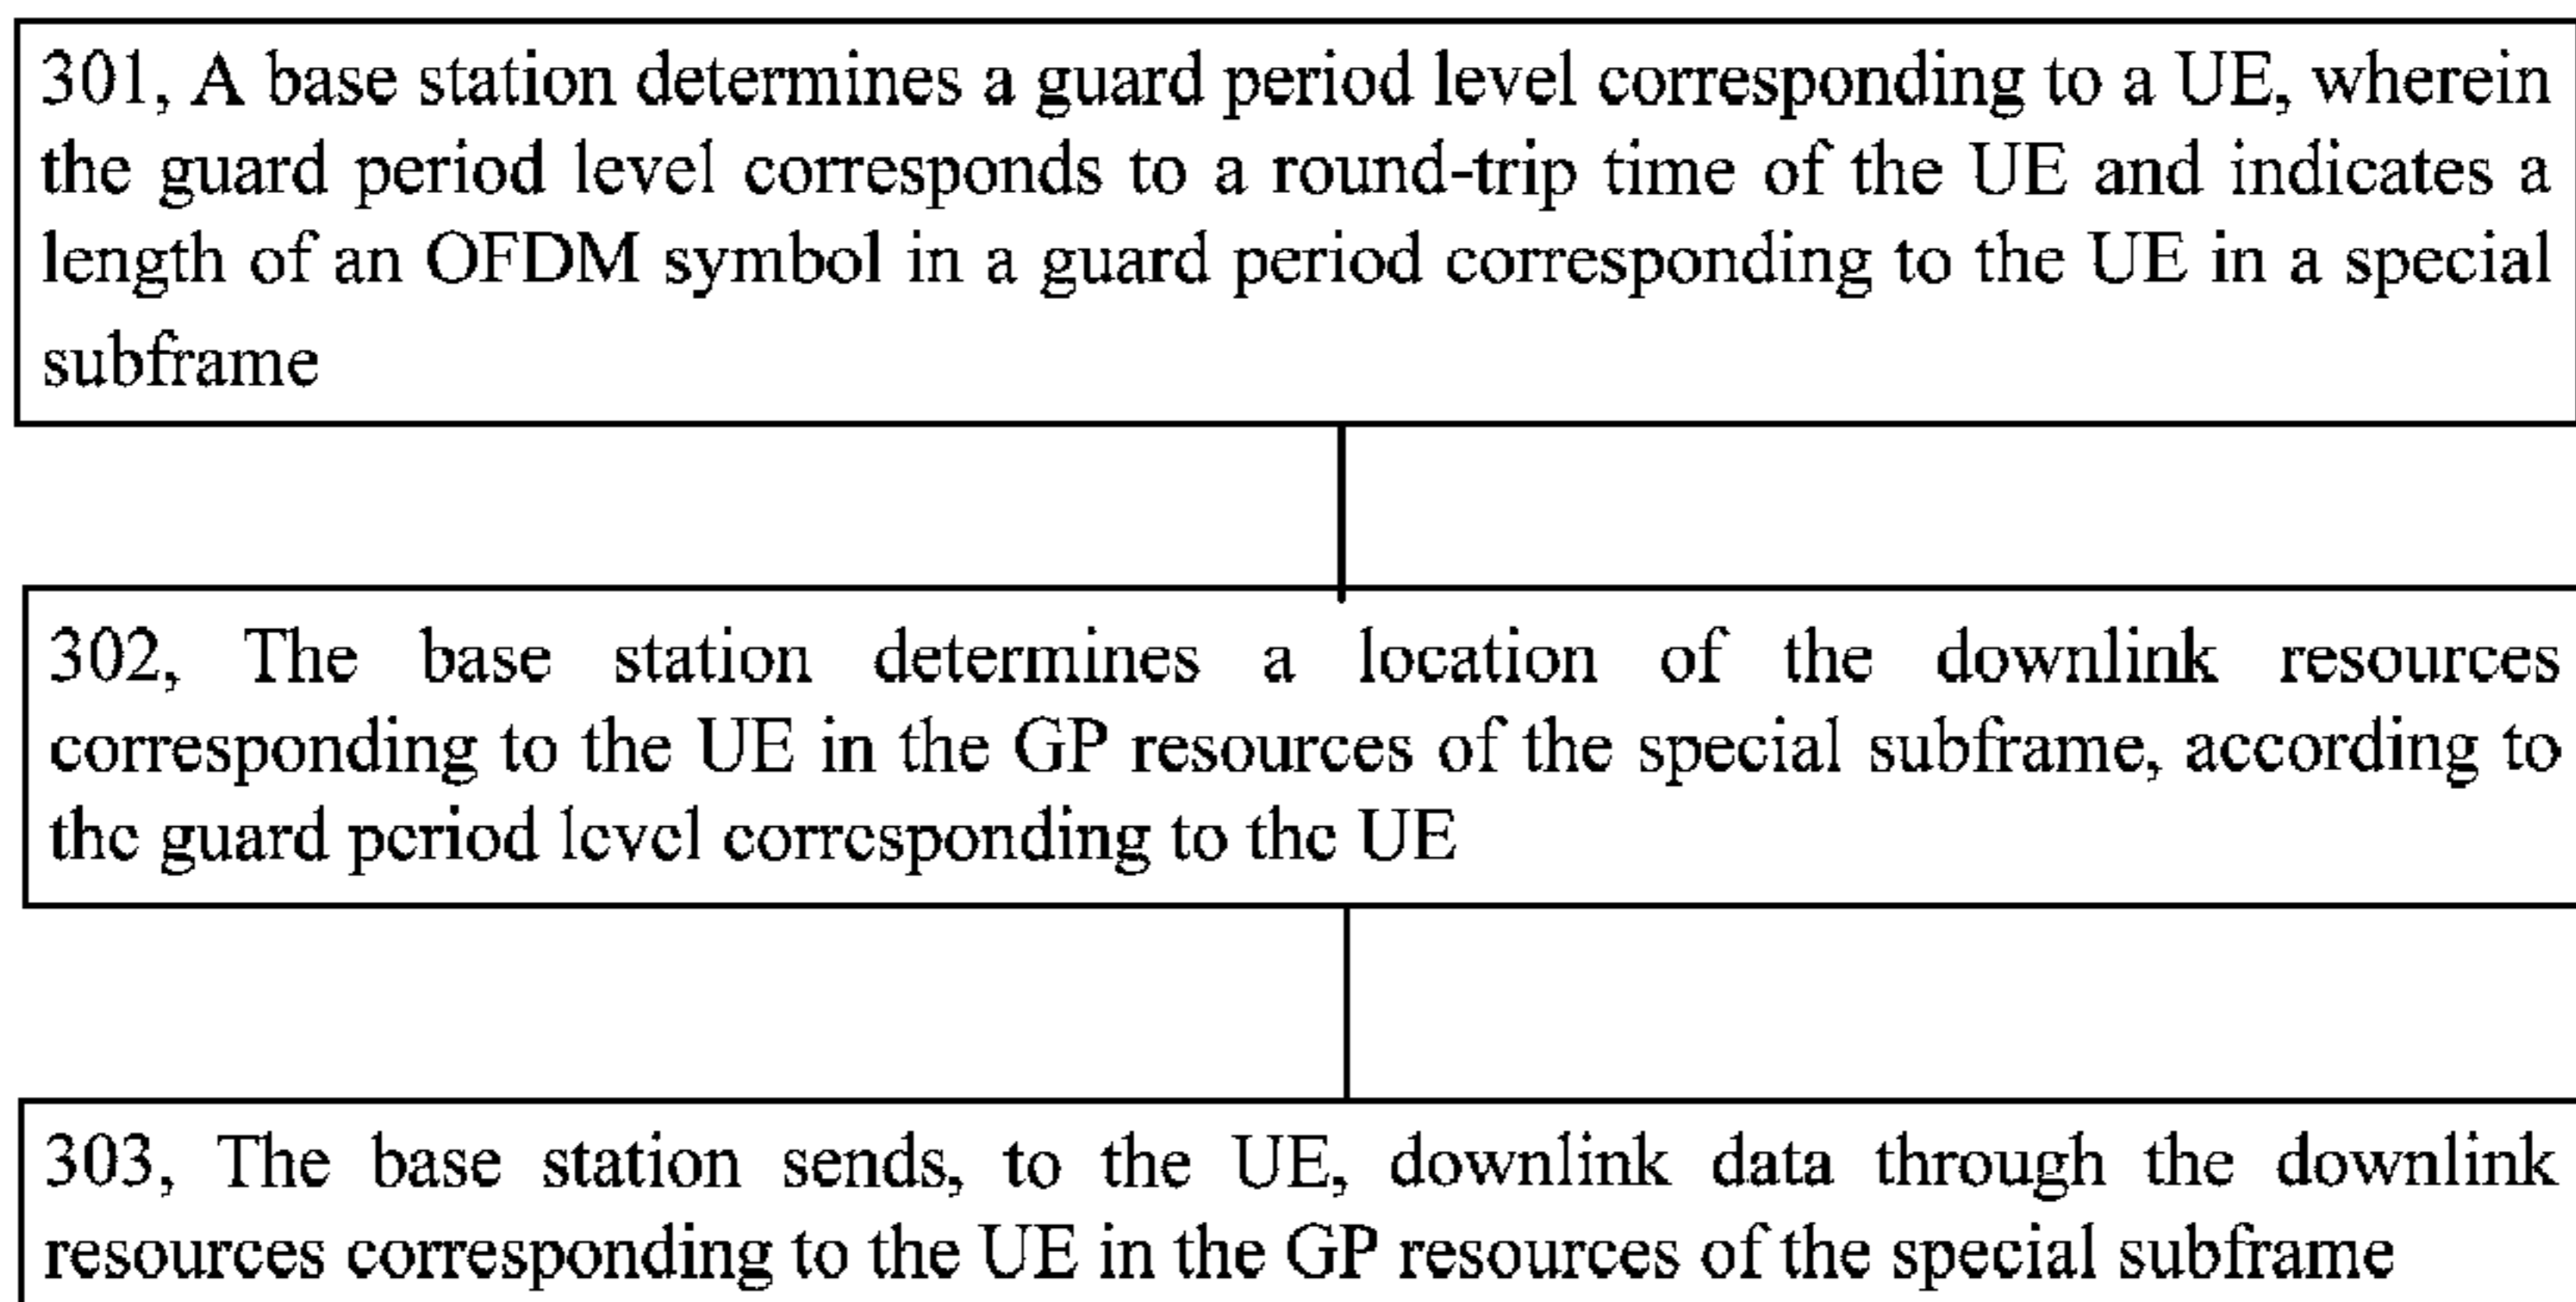 301, A base station determines a guard period level corresponding to a UE, wherein
the guard period level corresponds to a round-trip time of the UE and indicates a
length of an OFDM symbol in a guard period corresponding to the UE in a special
subframe
302, The base station determines a location of the downlink resources
corresponding to the UE in the GP resources of the special subframe, according to
the guard period level corresponding to the UE
303, The base station sends, to the UE, downlink data through the downlink
resources corresponding to the UE in the GP resources of the special subframe